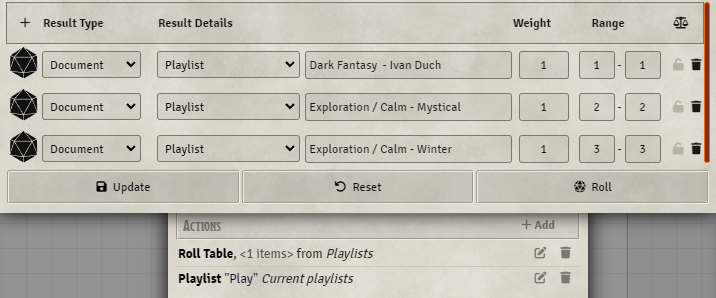 + Result Type Result Details Weight Range
Document Playlist Dark Fantasy - Ivan Duch 1 1 - 1
Document Playlist Exploration / Calm - Mystical 1 2 - 2
Document Playlist Exploration / Calm - Winter 1 3 - 3
Update Reset Roll
Actions + Add
Roll Table, <1 items> from Playlists
Playlist "Play" Current playlists